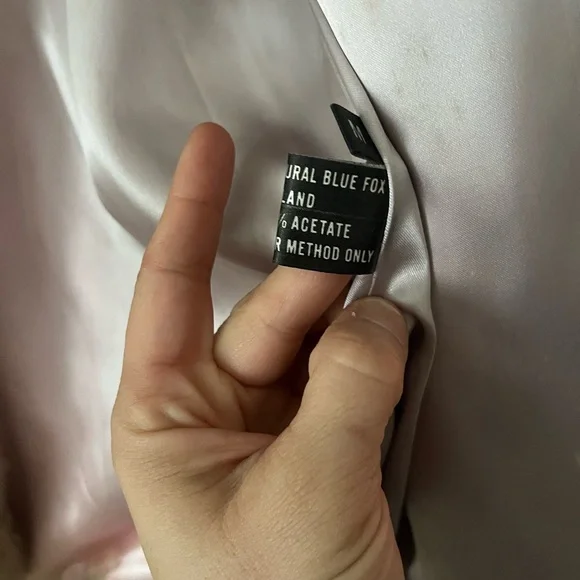 M
URAL BLUE FOX
LAND
% ACETATE
R METHOD ONLY